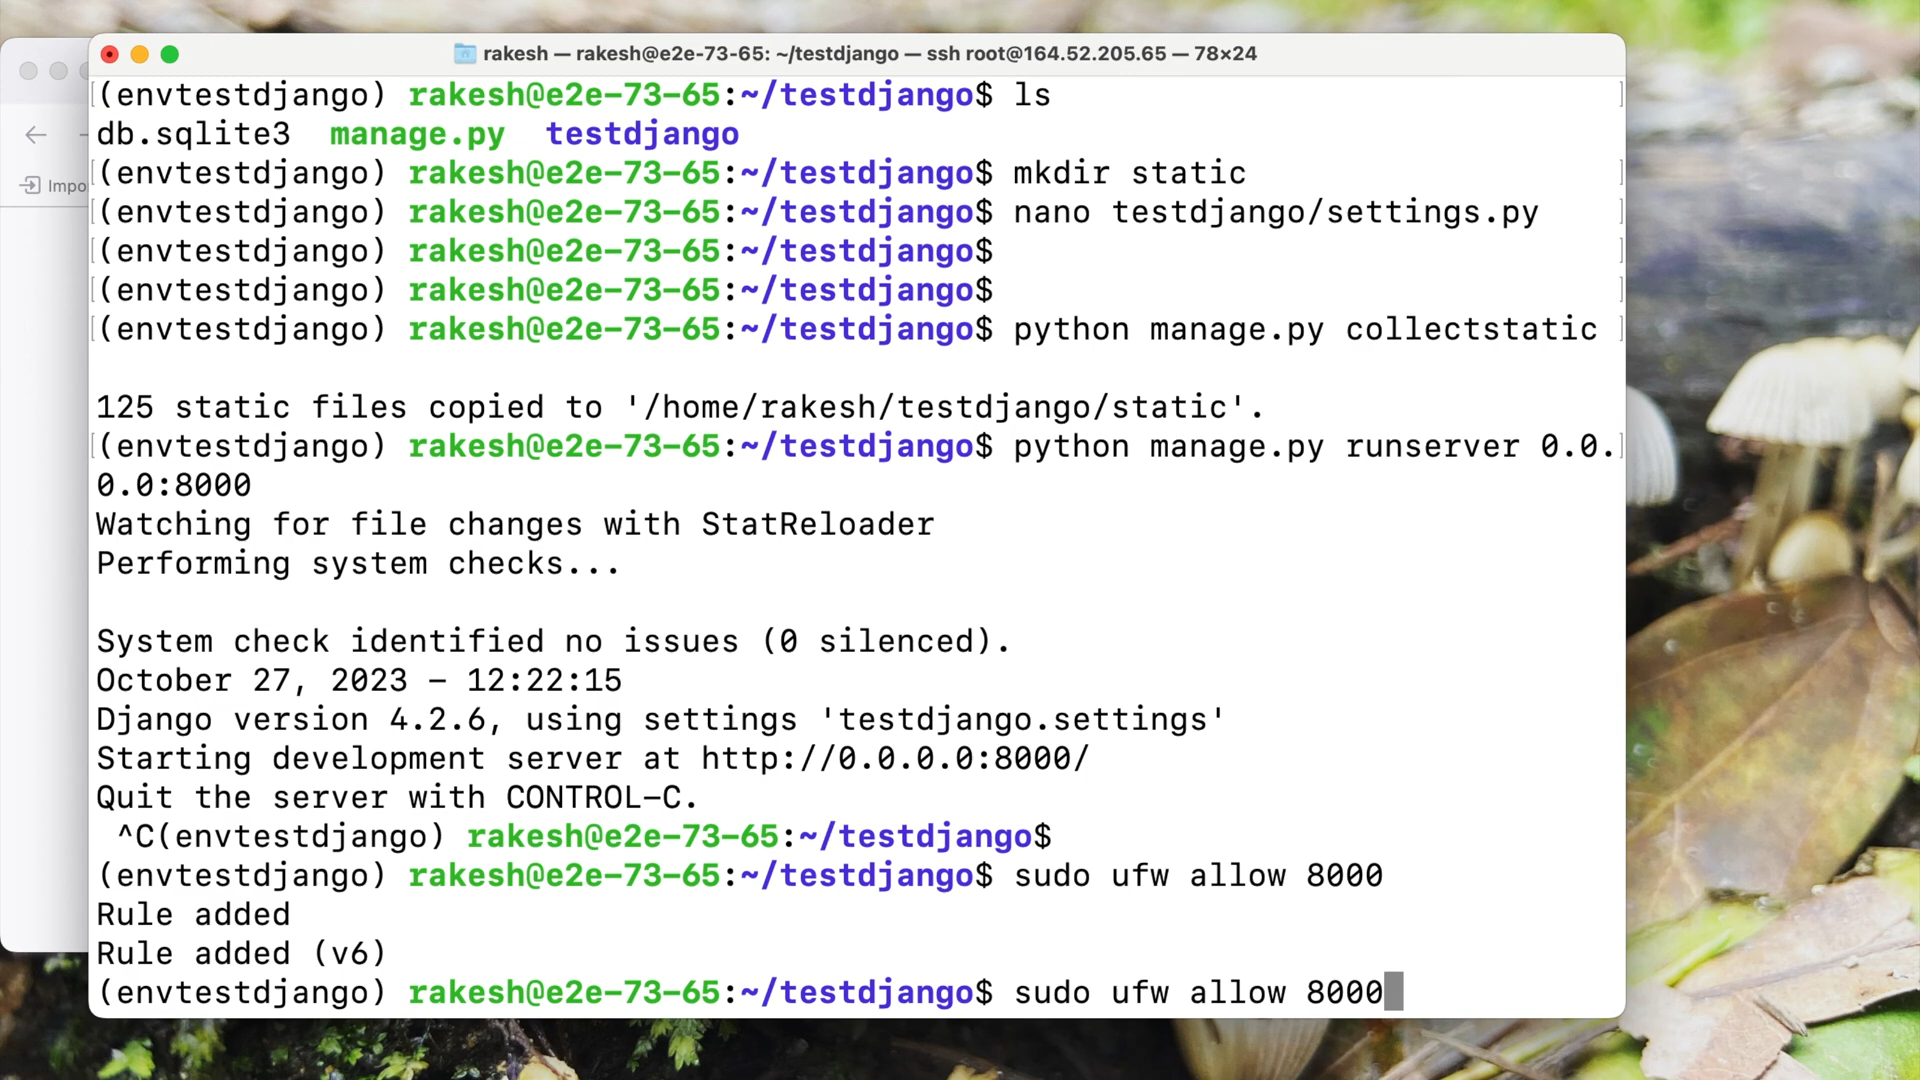 rakesh — rakesh@e2e-73-65: ~/testdjango — ssh root@164.52.205.65 — 78×24
Impo
(envtestdjango) rakesh@e2e-73-65:~/testdjango$ ls
db.sqlite3  manage.py  testdjango
(envtestdjango) rakesh@e2e-73-65:~/testdjango$ mkdir static
(envtestdjango) rakesh@e2e-73-65:~/testdjango$ nano testdjango/settings.py
(envtestdjango) rakesh@e2e-73-65:~/testdjango$
(envtestdjango) rakesh@e2e-73-65:~/testdjango$
(envtestdjango) rakesh@e2e-73-65:~/testdjango$ python manage.py collectstatic
125 static files copied to '/home/rakesh/testdjango/static'.
(envtestdjango) rakesh@e2e-73-65:~/testdjango$ python manage.py runserver 0.0.
0.0:8000
Watching for file changes with StatReloader
Performing system checks...
System check identified no issues (0 silenced).
October 27, 2023 - 12:22:15
Django version 4.2.6, using settings 'testdjango.settings'
Starting development server at http://0.0.0.0:8000/
Quit the server with CONTROL-C.
^C(envtestdjango) rakesh@e2e-73-65:~/testdjango$
(envtestdjango) rakesh@e2e-73-65:~/testdjango$ sudo ufw allow 8000
Rule added
Rule added (v6)
(envtestdjango) rakesh@e2e-73-65:~/testdjango$ sudo ufw allow 8000